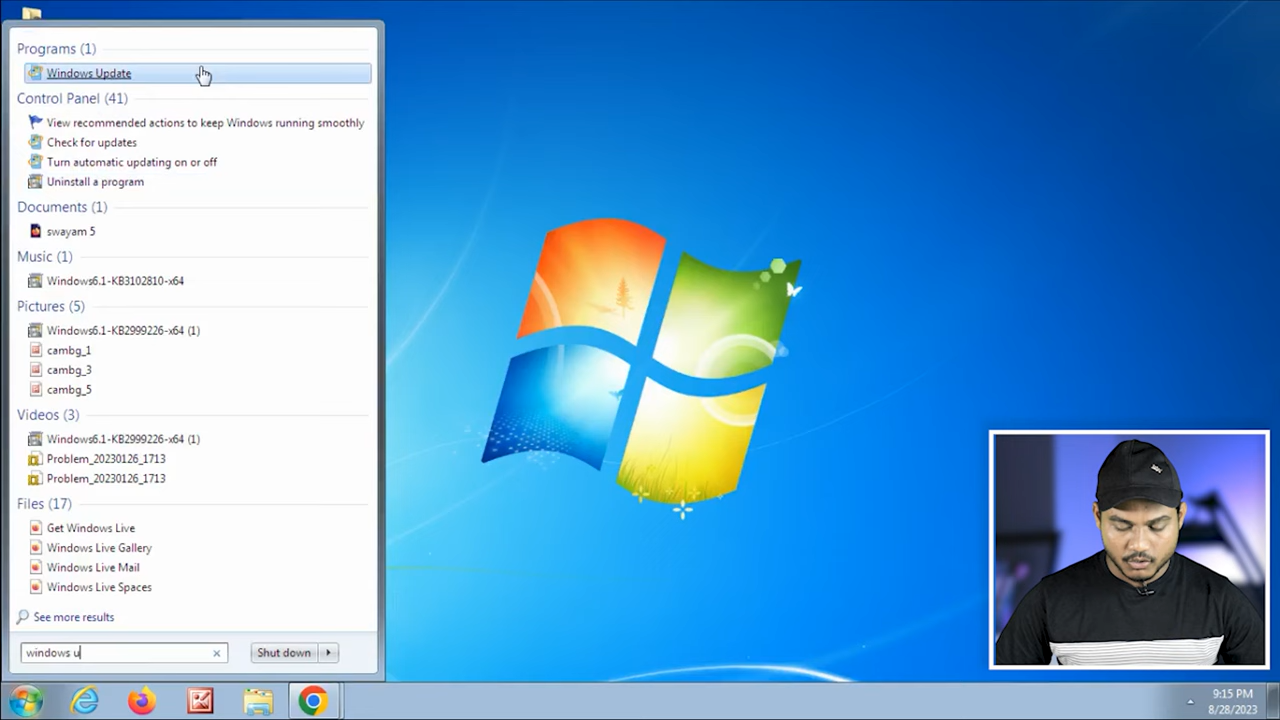 Programs (1)
Windows Update
Control Panel (41)
View recommended actions to keep Windows running smoothly
Check for updates
Turn automatic updating on or off
Uninstall a program
Documents (1)
swayam 5
Music (1)
Windows6.1-KB3102810-x64
Pictures (5)
Windows6.1-KB2999226-x64 (1)
cambg_1
cambg_3
cambg_5
Videos (3)
Windows6.1-KB2999226-x64 (1)
Problem_20230126_1713
Problem_20230126_1713
Files (17)
Get Windows Live
Windows Live Gallery
Windows Live Mail
Windows Live Spaces
See more results
windows u
Shut down
9:15 PM
8/28/2023